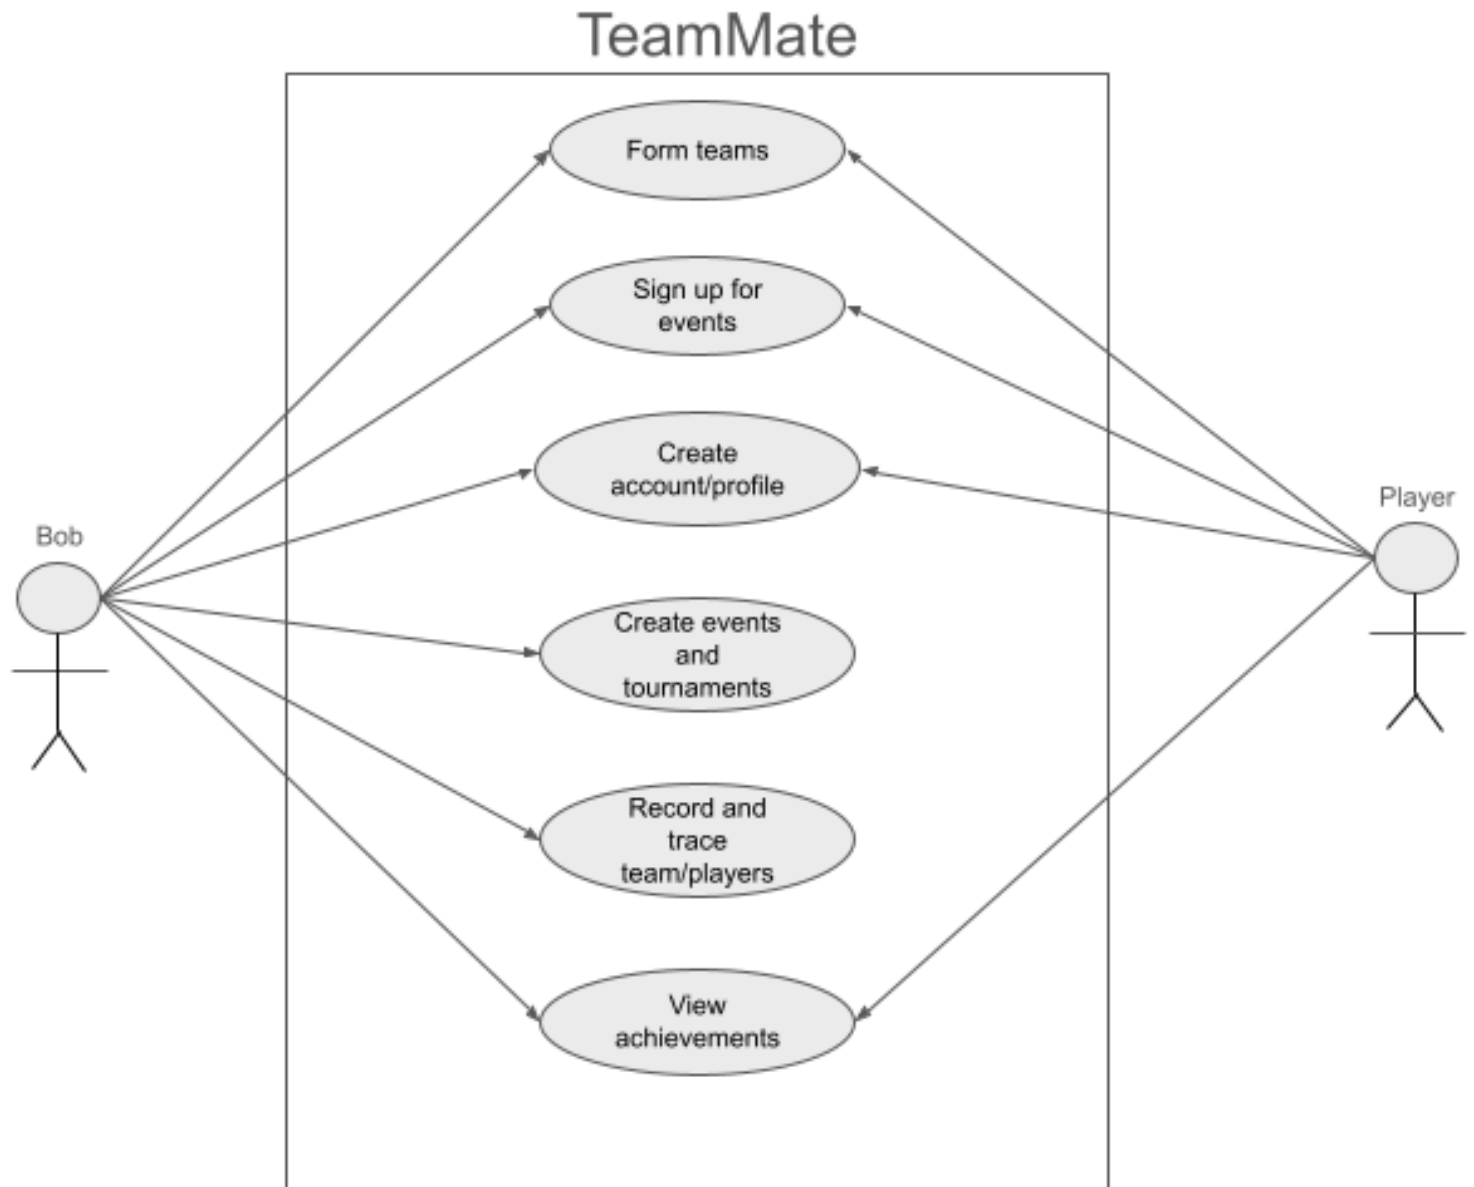 TeamMate
Form teams
Sign up for
events
Create
account/profile
Player
Bob
Create events
and
tournaments
Record and
trace
team/players
View
achievements